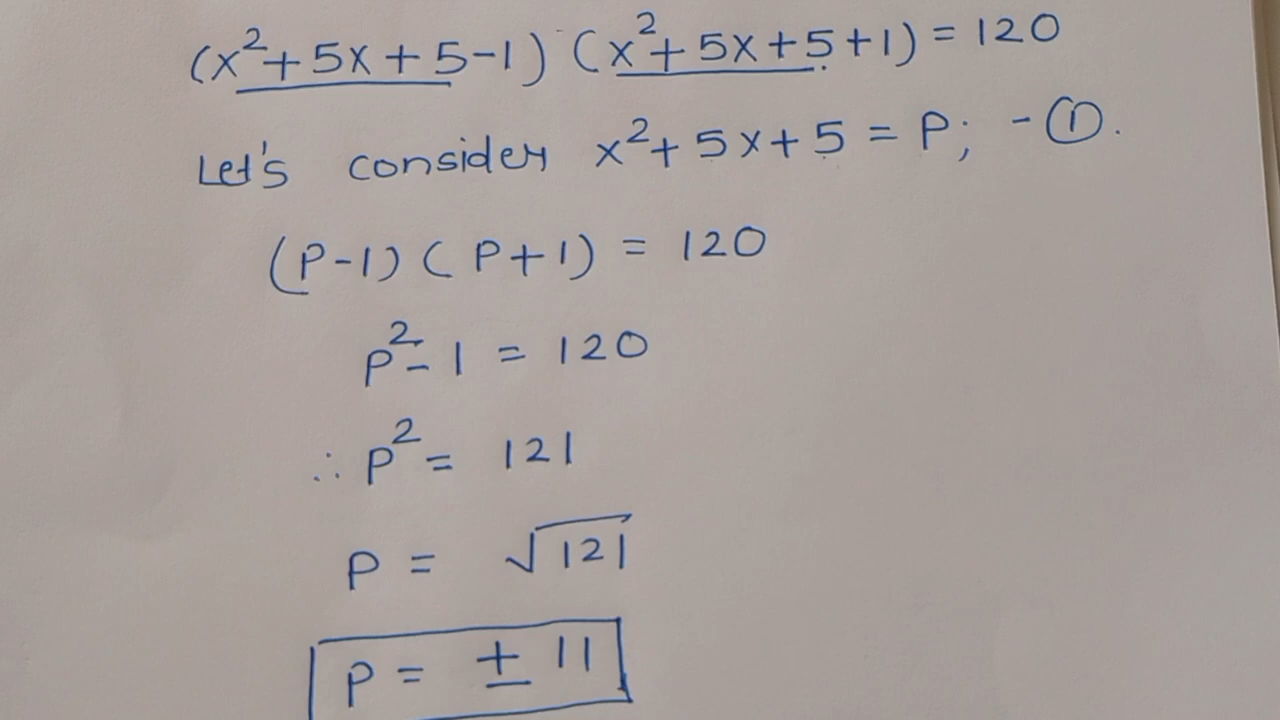 (x²+5x+5-1) (x²+5x+5+1) = 120
Let's consider x²+5x+5 = P; -①.
(P-1) (P+1) = 120
P²-1 = 120
∴ P² = 121
P = √121
P = ± 11